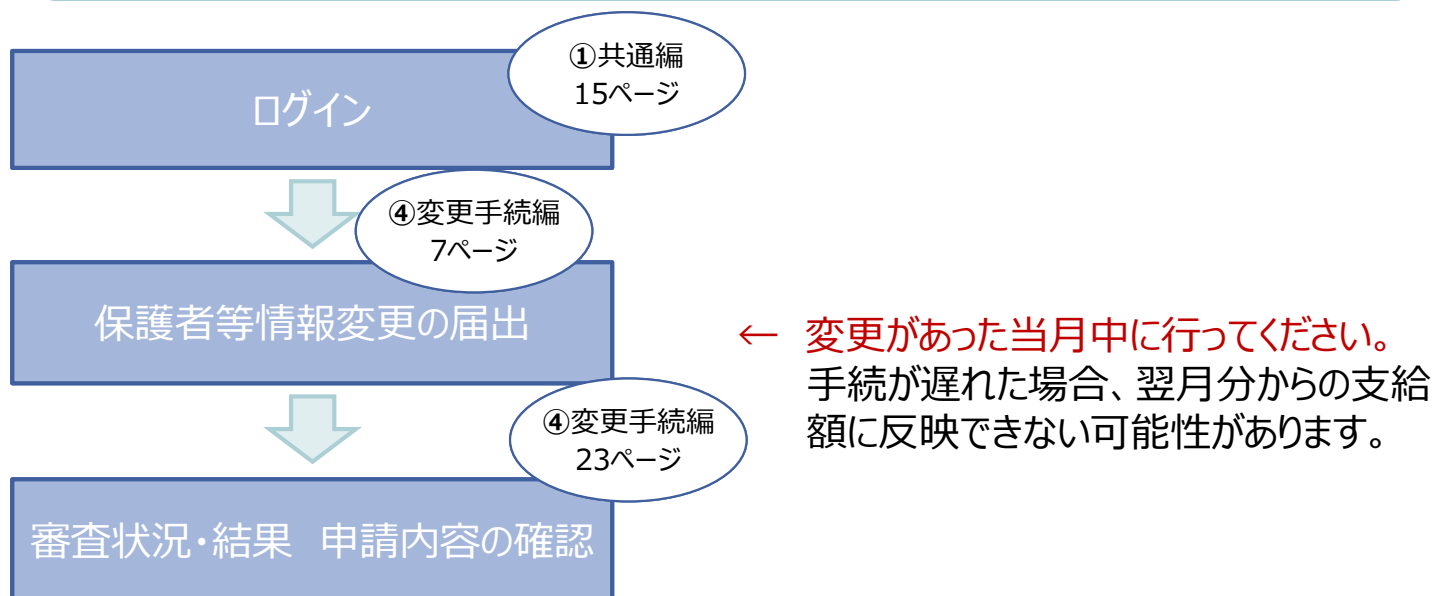 ①共通編
15ページ
ログイン
④変更手続編
7ページ
保護者等情報変更の届出
← 変更があった当月中に行ってください。
手続が遅れた場合、翌月分からの支給
額に反映できない可能性があります。
④変更手続編
23ページ
審査状況・結果　申請内容の確認